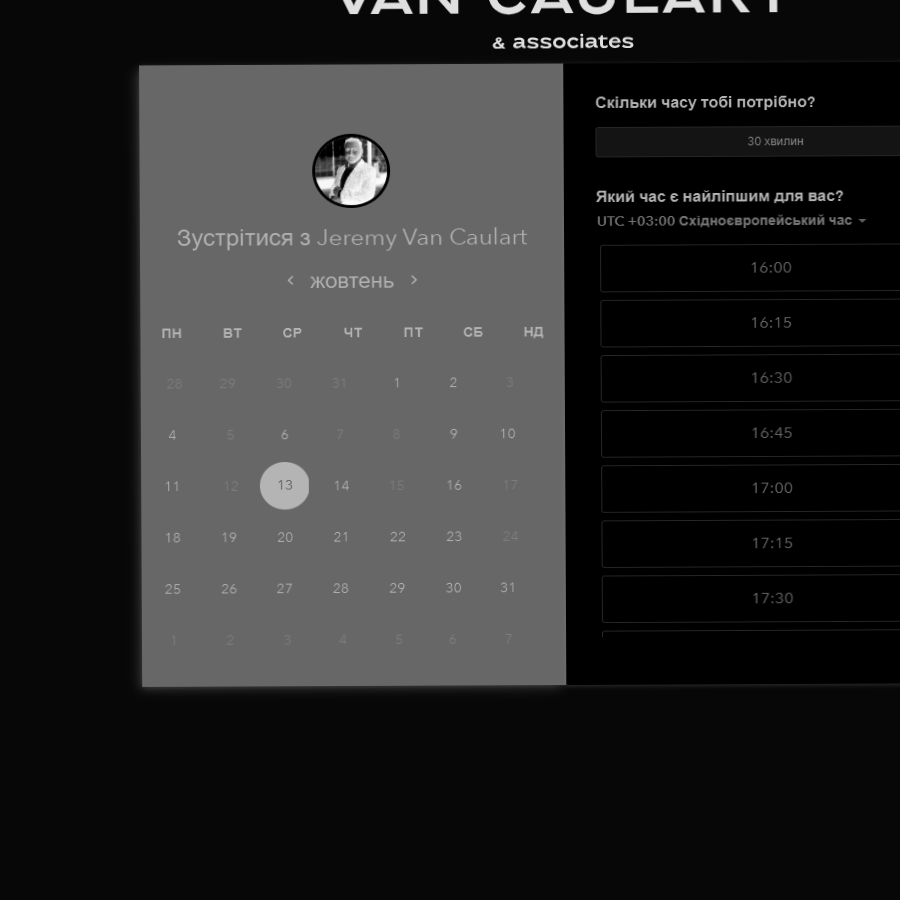 VAN CAULART
& associates
Зустрітися з Jeremy Van Caulart
жовтень
ПН ВТ СР ЧТ ПТ СБ НД
28 29 30 31 1 2 3
4 5 6 7 8 9 10
11 12 13 14 15 16 17
18 19 20 21 22 23 24
25 26 27 28 29 30 31
1 2 3 4 5 6 7
Скільки часу тобі потрібно?
30 хвилин
Який час є найліпшим для вас?
UTC +03:00 Східноєвропейський час
16:00
16:15
16:30
16:45
17:00
17:15
17:30